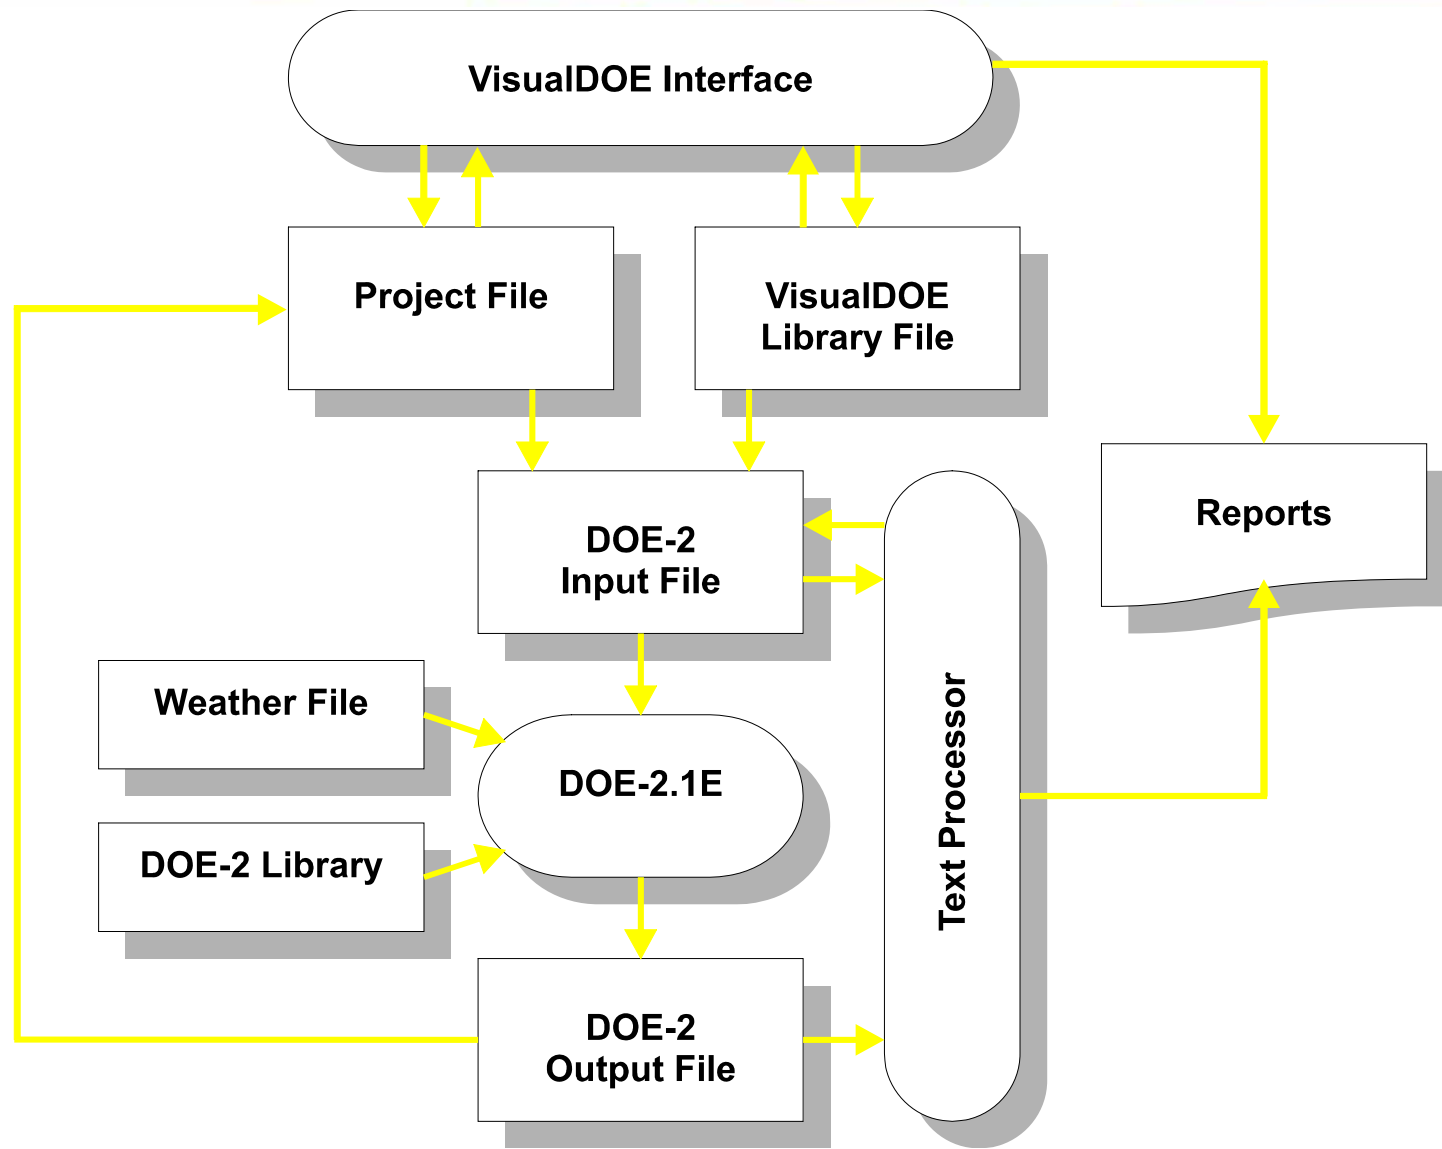 VisualDOE Interface
Project File
VisualDOE
Library File
Reports
DOE-2
Input File
Weather File
DOE-2.1E
Text Processor
DOE-2 Library
DOE-2
Output File